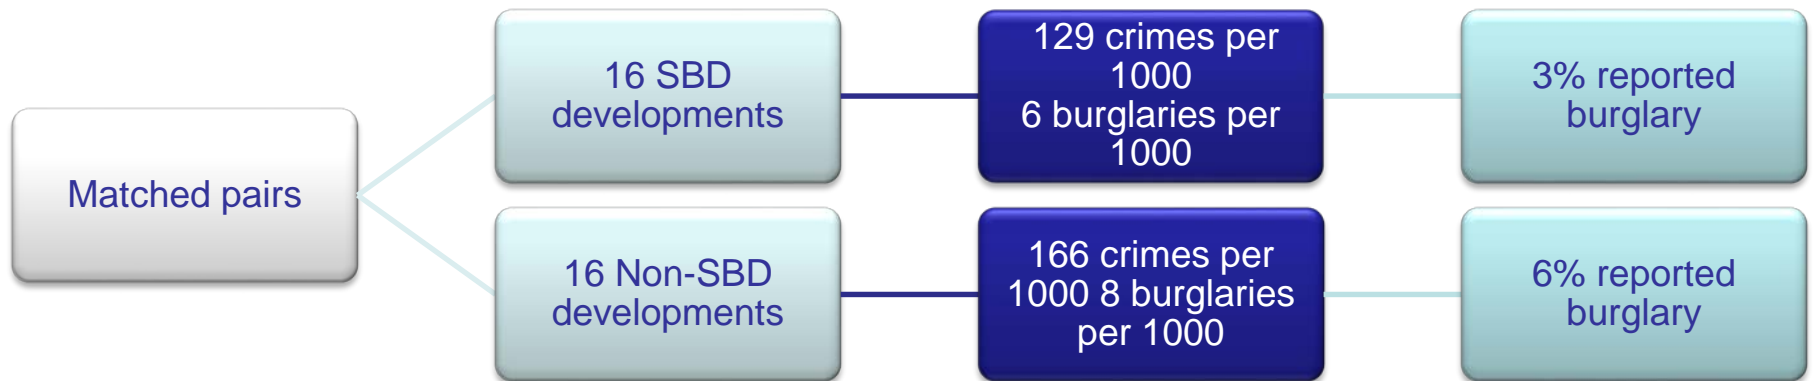 Matched pairs
16 SBD
developments
129 crimes per
1000
6 burglaries per
1000
3% reported
burglary
16 Non-SBD
developments
166 crimes per
1000 8 burglaries
per 1000
6% reported
burglary